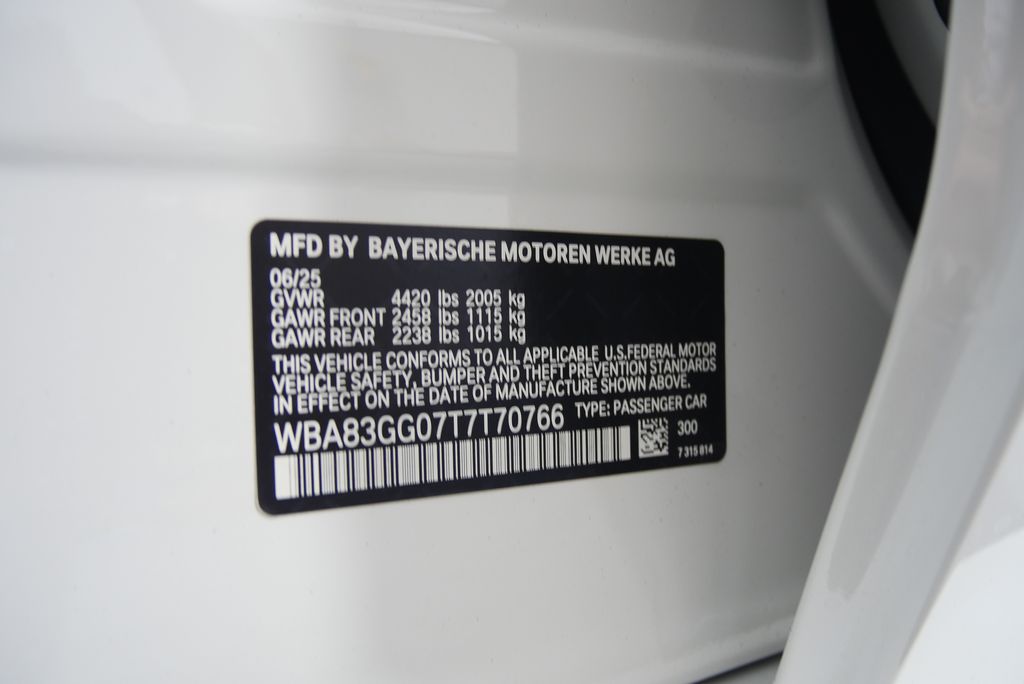 MFD BY BAYERISCHE MOTOREN WERKE AG
06/25
GVWR 4420 lbs 2005 kg
GAWR FRONT 2458 lbs 1115 kg
GAWR REAR 2238 lbs 1015 kg
THIS VEHICLE CONFORMS TO ALL APPLICABLE U.S.FEDERAL MOTOR
VEHICLE SAFETY, BUMPER AND THEFT PREVENTION STANDARDS
IN EFFECT ON THE DATE OF MANUFACTURE SHOWN ABOVE.
WBA83GG07T7T70766 TYPE: PASSENGER CAR
300
7 315 814